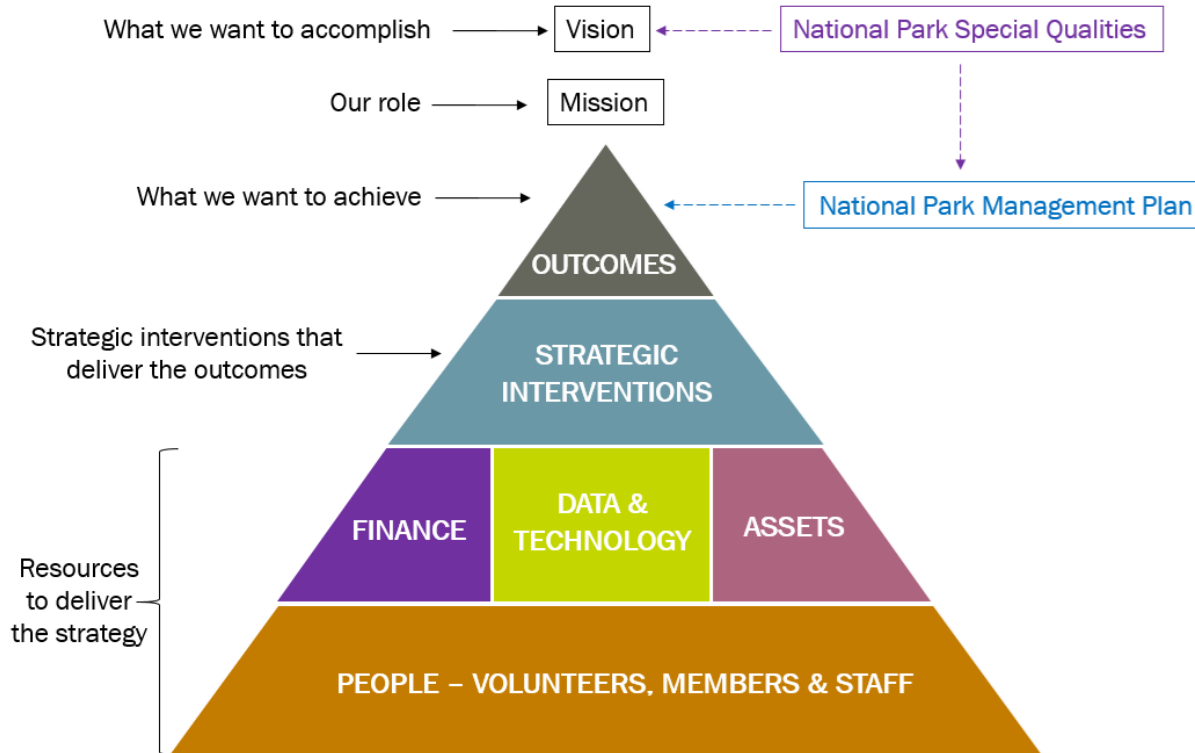 What we want to accomplish
Vision
National Park Special Qualities
Our role
Mission
What we want to achieve
National Park Management Plan
OUTCOMES
Strategic interventions that
deliver the outcomes
STRATEGIC
INTERVENTIONS
FINANCE
DATA &
TECHNOLOGY
ASSETS
Resources
to deliver
the strategy
PEOPLE – VOLUNTEERS, MEMBERS & STAFF